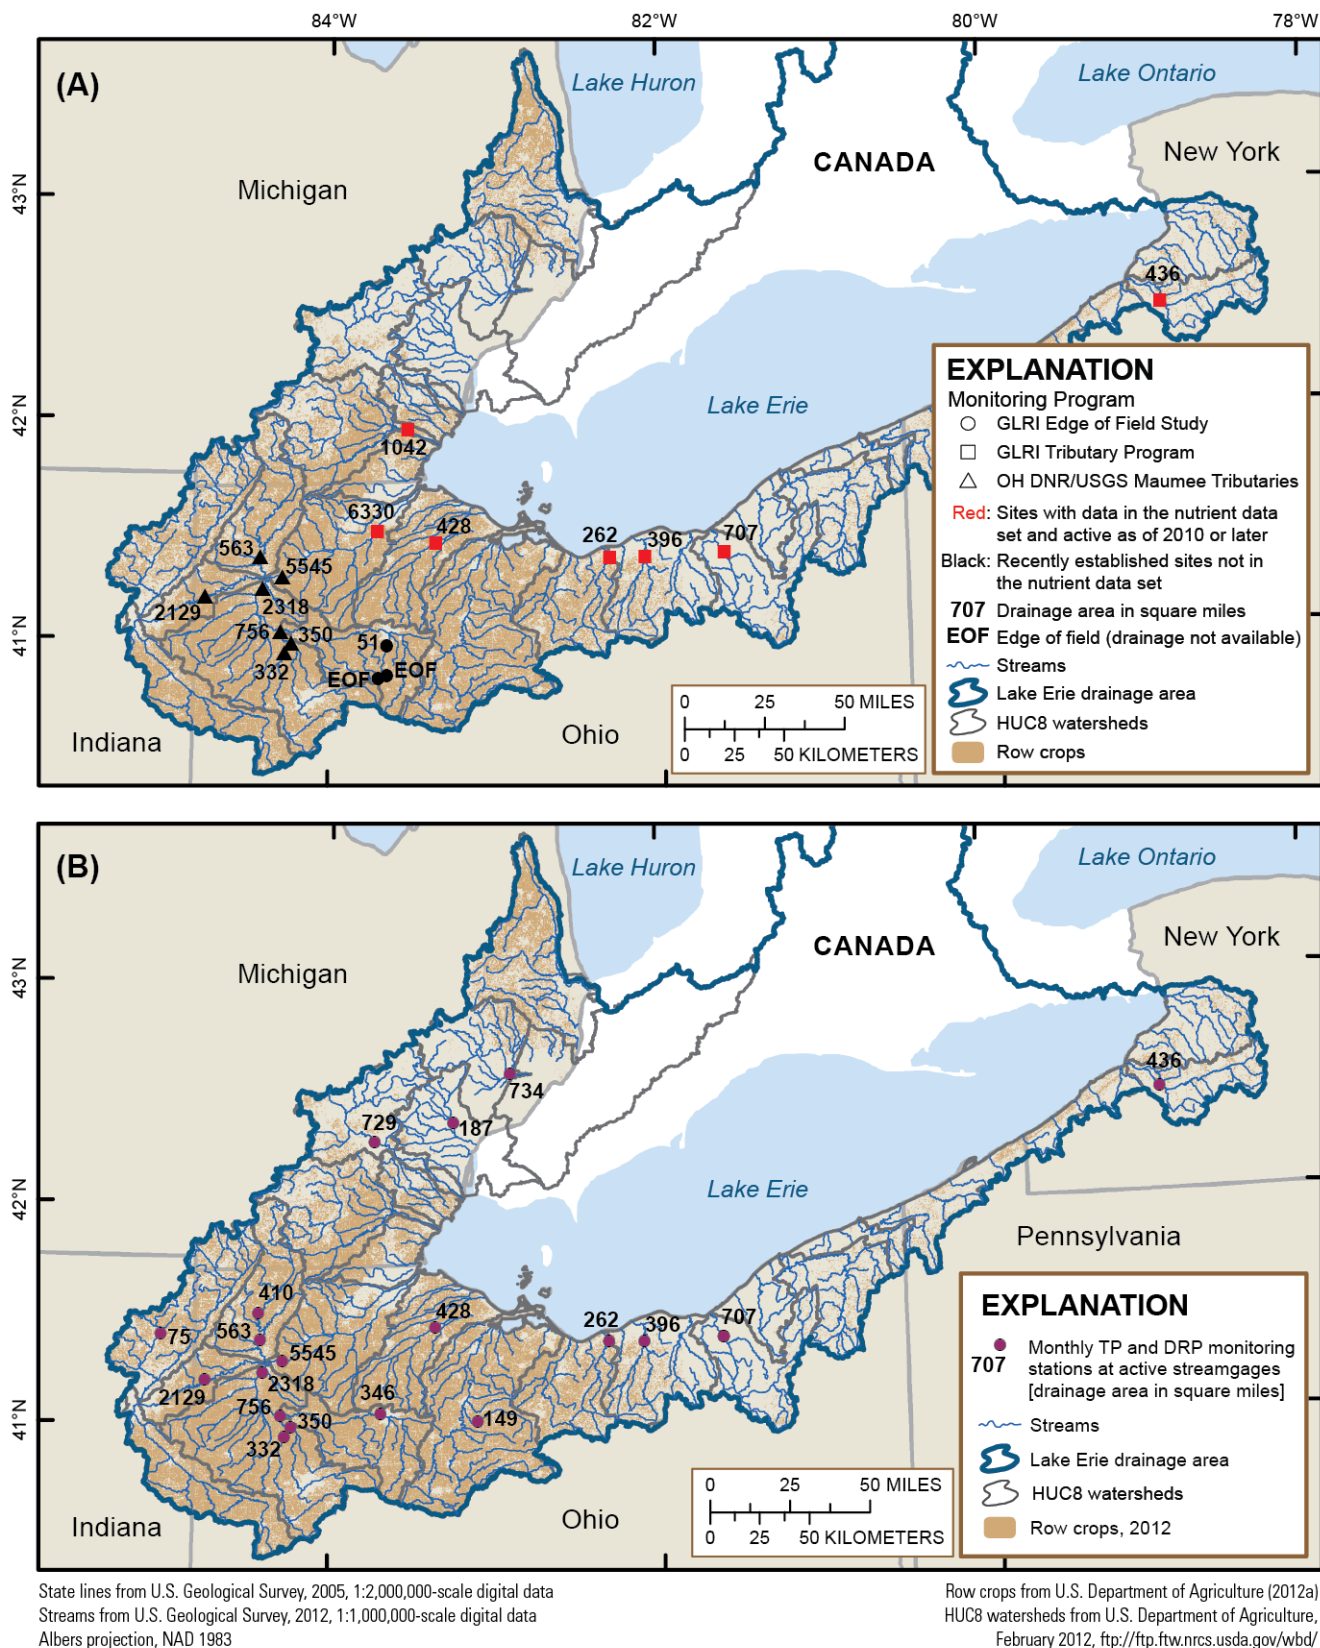 84°W 82°W 80°W 78°W
(A)
Lake Huron
Lake Ontario
CANADA
New York
Michigan
43°N
436
42°N
Lake Erie
1042
6330
428
262
396
707
563
5545
2129
2318
756
350
51
332
EOF
EOF
41°N
Indiana
Ohio
0 25 50 MILES
0 25 50 KILOMETERS
EXPLANATION
Monitoring Program
GLRI Edge of Field Study
GLRI Tributary Program
OH DNR/USGS Maumee Tributaries
Red: Sites with data in the nutrient data
set and active as of 2010 or later
Black: Recently established sites not in
the nutrient data set
707 Drainage area in square miles
EOF Edge of field (drainage not available)
Streams
Lake Erie drainage area
HUC8 watersheds
Row crops
(B)
Lake Huron
Lake Ontario
CANADA
New York
Michigan
43°N
436
734
729
187
42°N
Lake Erie
Pennsylvania
410
428
262
396
707
75
563
5545
2129
2318
346
756
350
149
332
41°N
Indiana
Ohio
0 25 50 MILES
0 25 50 KILOMETERS
EXPLANATION
707 Monthly TP and DRP monitoring
stations at active streamgages
[drainage area in square miles]
Streams
Lake Erie drainage area
HUC8 watersheds
Row crops, 2012
State lines from U.S. Geological Survey, 2005, 1:2,000,000-scale digital data
Streams from U.S. Geological Survey, 2012, 1:1,000,000-scale digital data
Albers projection, NAD 1983
Row crops from U.S. Department of Agriculture (2012a)
HUC8 watersheds from U.S. Department of Agriculture,
February 2012, ftp://ftp.ftw.nrcs.usda.gov/wbd/